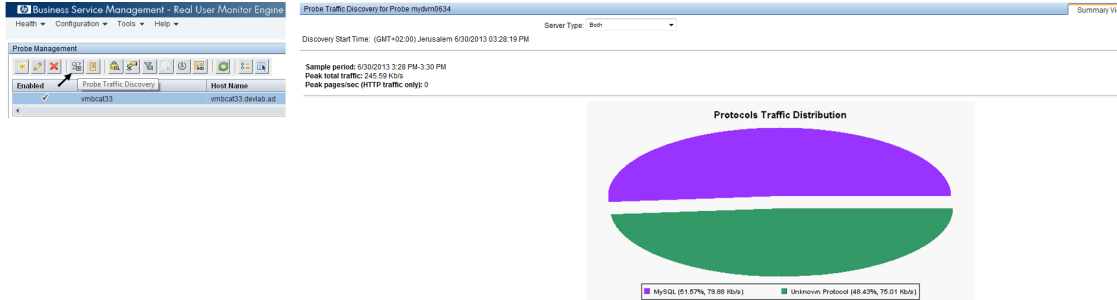 Business Service Management - Real User Monitor Engine
Health Configuration Tools Help
Probe Management
Probe Traffic Discovery
Enabled Host Name
vmbcat33 vmbcat33.devlab.ad
Probe Traffic Discovery for Probe mydvm0634
Summary Vi
Server Type: Both
Discovery Start Time: (GMT+02:00) Jerusalem 6/30/2013 03:28:19 PM
Sample period: 6/30/2013 3:28 PM-3:30 PM
Peak total traffic: 245.59 Kb/s
Peak pages/sec (HTTP traffic only): 0
Protocols Traffic Distribution
MySQL (51.57%, 79.88 Kb/s) Unknown Protocol (48.43%, 75.01 Kb/s)